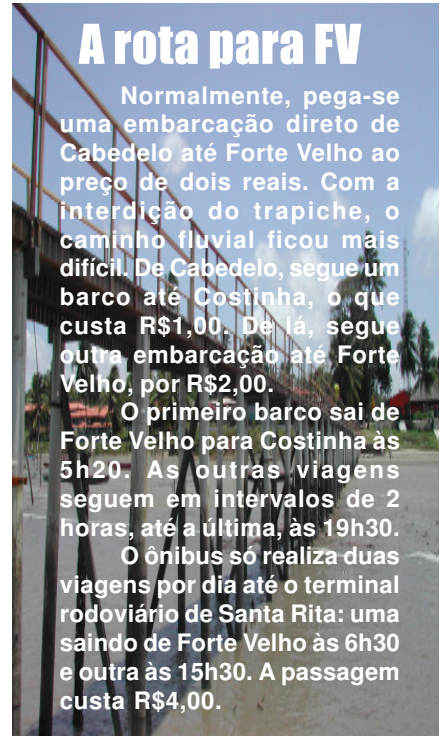 A rota para FV
Normalmente, pega-se
uma embarcação direto de
Cabedelo até Forte Velho ao
preço de dois reais. Com a
interdição do trapiche, o
caminho fluvial ficou mais
difícil. De Cabedelo, segue um
barco até Costinha, o que
custa R$1,00. De lá, segue
outra embarcação até Forte
Velho, por R$2,00.
O primeiro barco sai de
Forte Velho para Costinha às
5h20. As outras viagens
seguem em intervalos de 2
horas, até a última, às 19h30.
O ônibus só realiza duas
viagens por dia até o terminal
rodoviário de Santa Rita: uma
saindo de Forte Velho às 6h30
e outra às 15h30. A passagem
custa R$4,00.